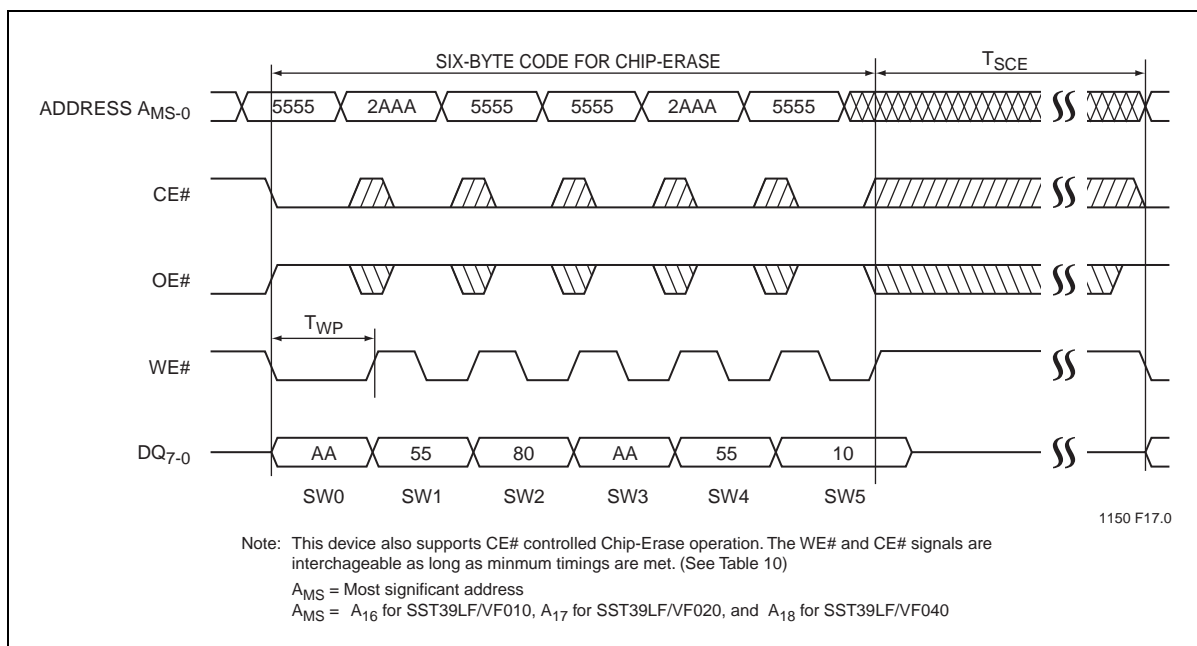 SIX-BYTE CODE FOR CHIP-ERASE
TSCE
ADDRESS AMS-0
5555 2AAA 5555 5555 2AAA 5555
CE#
OE#
TWP
WE#
DQ7-0
AA 55 80 AA 55 10
SW0 SW1 SW2 SW3 SW4 SW5
1150 F17.0
Note: This device also supports CE# controlled Chip-Erase operation. The WE# and CE# signals are
interchageable as long as minmum timings are met. (See Table 10)
AMS = Most significant address
AMS = A16 for SST39LF/VF010, A17 for SST39LF/VF020, and A18 for SST39LF/VF040